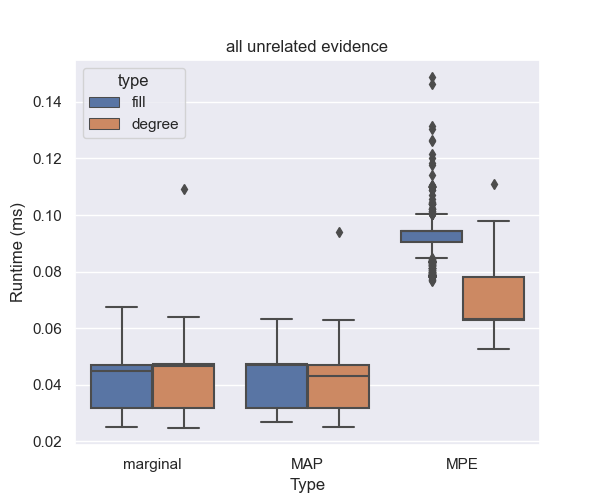 all unrelated evidence
type
fill
degree
0.14
0.12
0.10
0.08
0.06
0.04
0.02
Runtime (ms)
marginal MAP MPE
Type